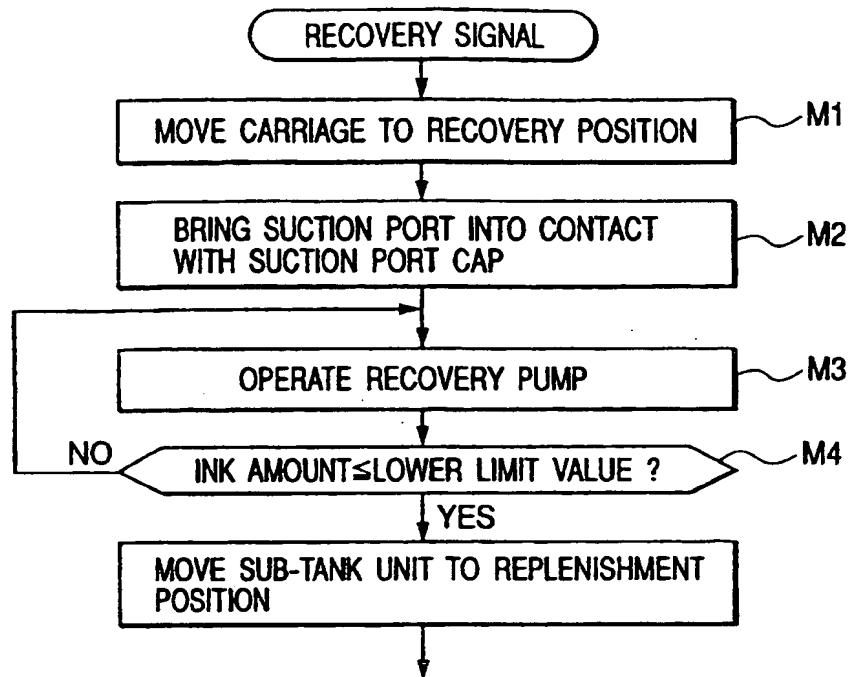 RECOVERY SIGNAL
MOVE CARRIAGE TO RECOVERY POSITION
M1
BRING SUCTION PORT INTO CONTACT
WITH SUCTION PORT CAP
M2
OPERATE RECOVERY PUMP
M3
NO
INK AMOUNT≦LOWER LIMIT VALUE ?
M4
YES
MOVE SUB-TANK UNIT TO REPLENISHMENT
POSITION